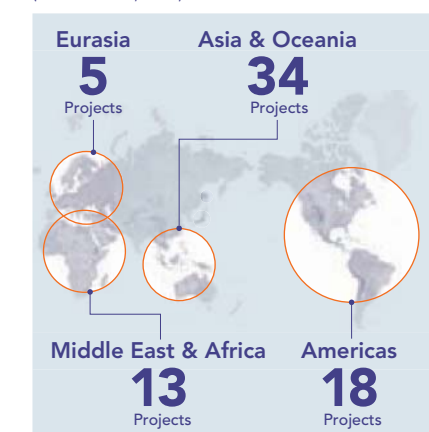 Eurasia
5
Projects
Asia & Oceania
34
Projects
Middle East & Africa
13
Projects
Americas
18
Projects